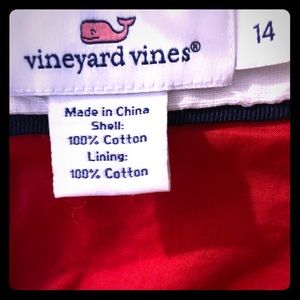 vineyard vines®
14
Made in China
Shell:
100% Cotton
Lining:
100% Cotton